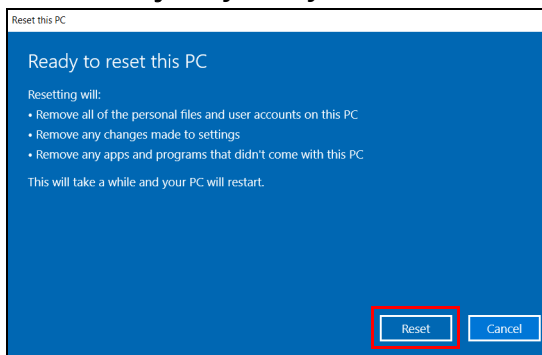 Reset this PC
Ready to reset this PC
Resetting will:
• Remove all of the personal files and user accounts on this PC
• Remove any changes made to settings
• Remove any apps and programs that didn't come with this PC
This will take a while and your PC will restart.
Reset
Cancel